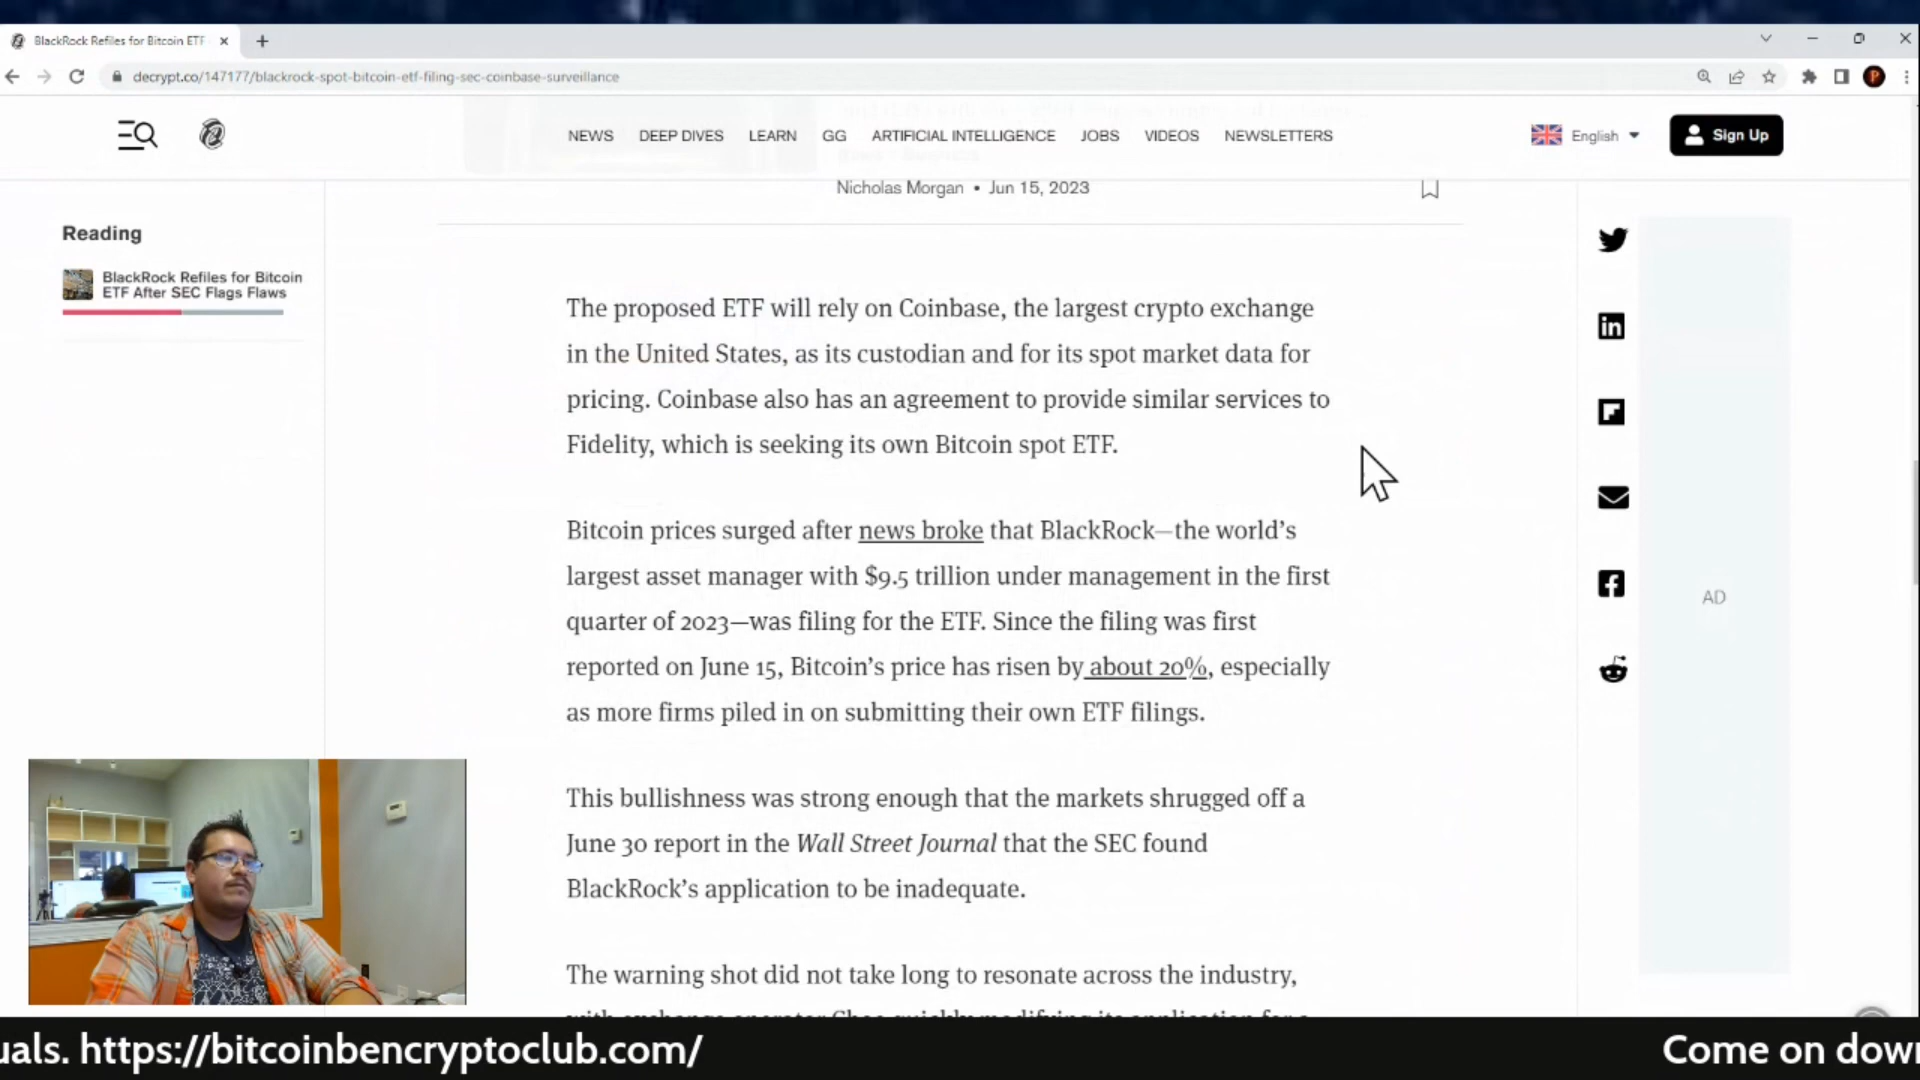 BlackRock Refiles for Bitcoin ETF
decrypt.co/147177/blackrock-spot-bitcoin-etf-filing-sec-coinbase-surveillance
NEWS DEEP DIVES LEARN GG ARTIFICIAL INTELLIGENCE JOBS VIDEOS NEWSLETTERS
English
Sign Up
Nicholas Morgan • Jun 15, 2023
Reading
BlackRock Refiles for Bitcoin
ETF After SEC Flags Flaws
The proposed ETF will rely on Coinbase, the largest crypto exchange
in the United States, as its custodian and for its spot market data for
pricing. Coinbase also has an agreement to provide similar services to
Fidelity, which is seeking its own Bitcoin spot ETF.
Bitcoin prices surged after news broke that BlackRock—the world’s
largest asset manager with $9.5 trillion under management in the first
quarter of 2023—was filing for the ETF. Since the filing was first
reported on June 15, Bitcoin’s price has risen by about 20%, especially
as more firms piled in on submitting their own ETF filings.
This bullishness was strong enough that the markets shrugged off a
June 30 report in the Wall Street Journal that the SEC found
BlackRock’s application to be inadequate.
The warning shot did not take long to resonate across the industry,
AD
uals. https://bitcoinbencryptoclub.com/
Come on down